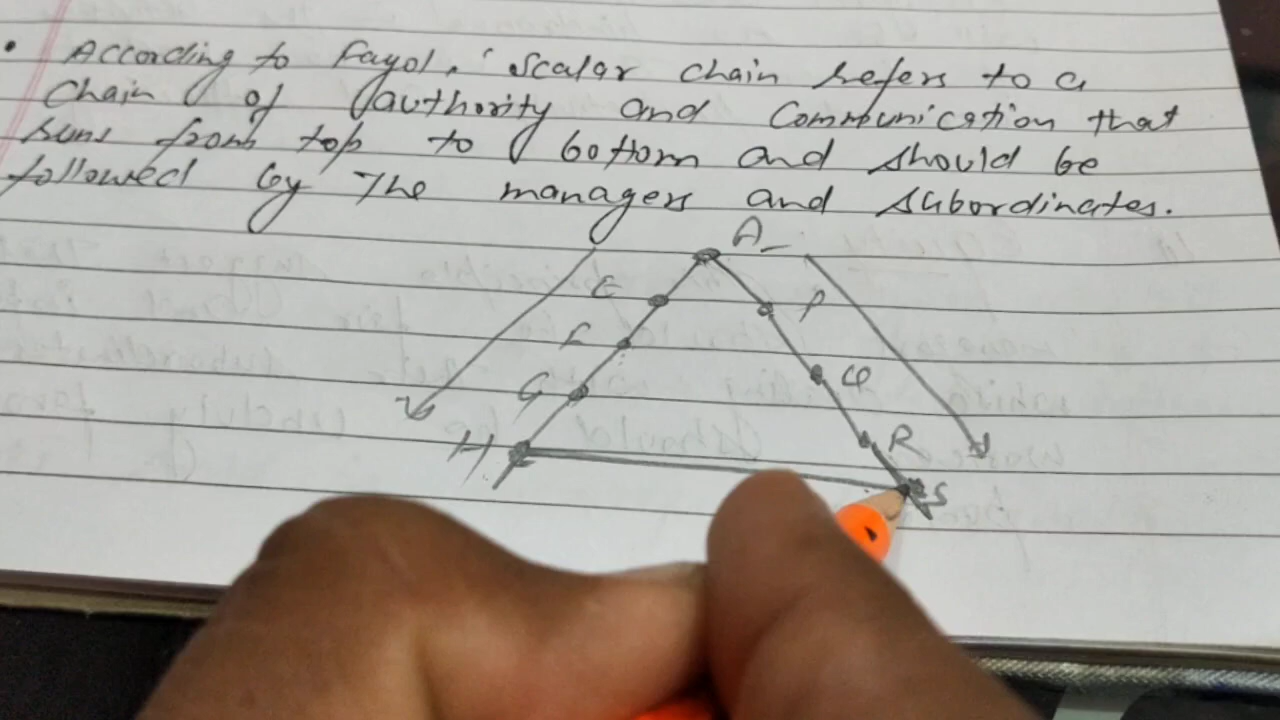 • According to Fayol, 'Scalar chain refers to a
Chain of authority and Communication that
runs from top to bottom and should be
followed by The managers and subordinates.
A
E P
F
Q
G
R
H
S